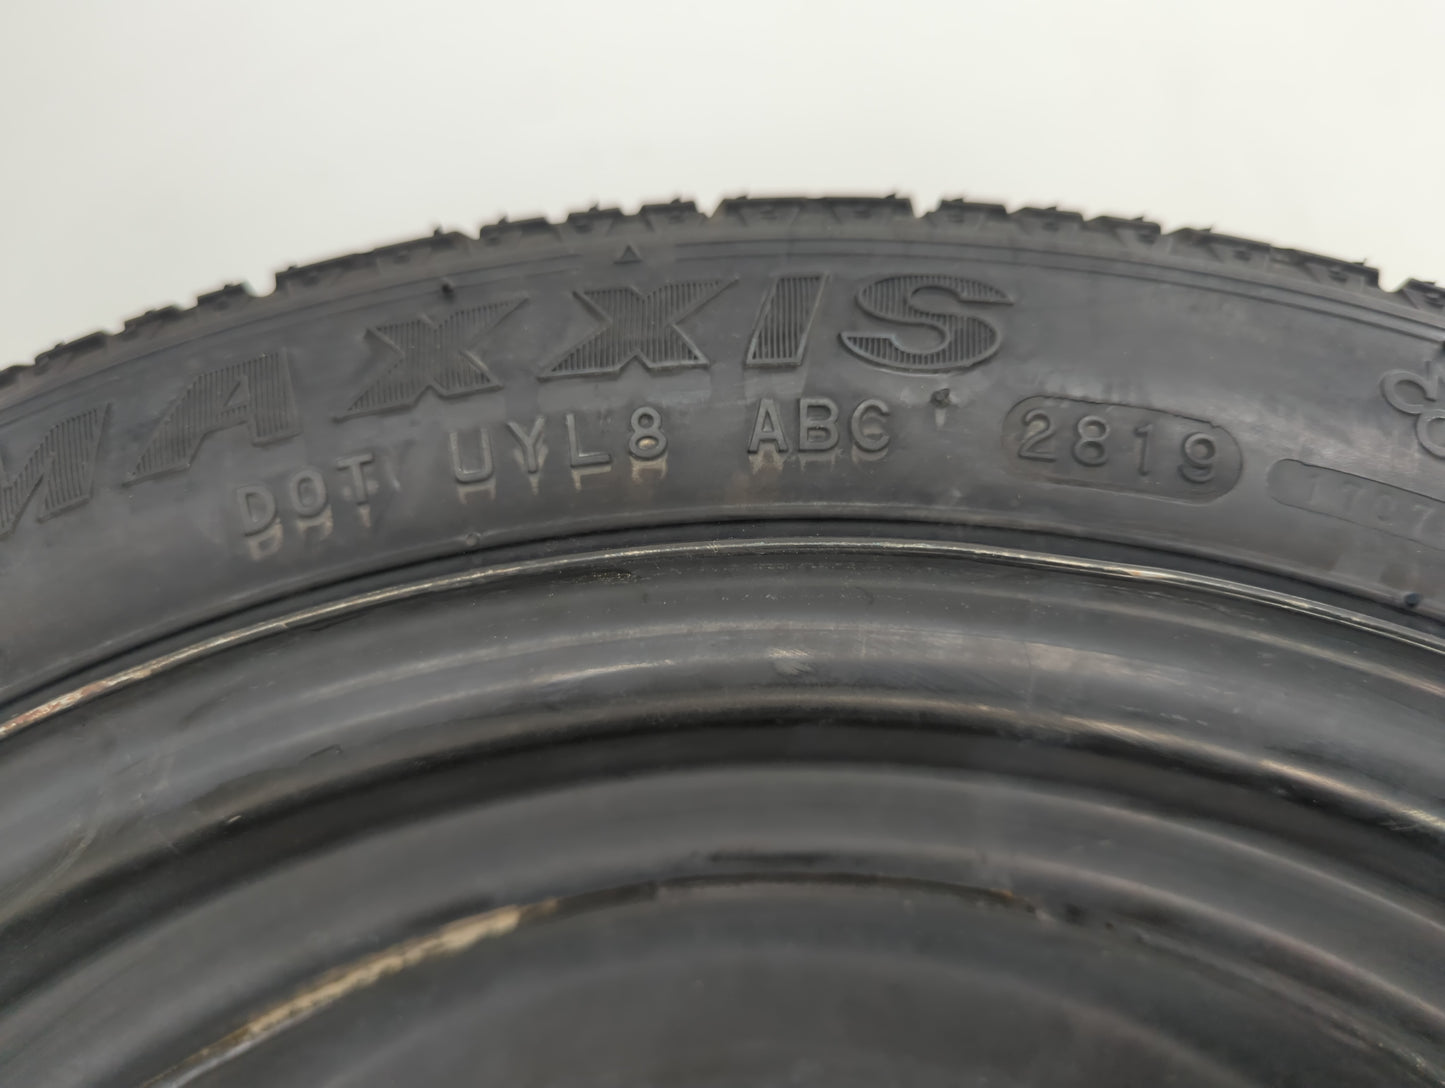 MAXXIS
DOT UYL8 ABC 2819